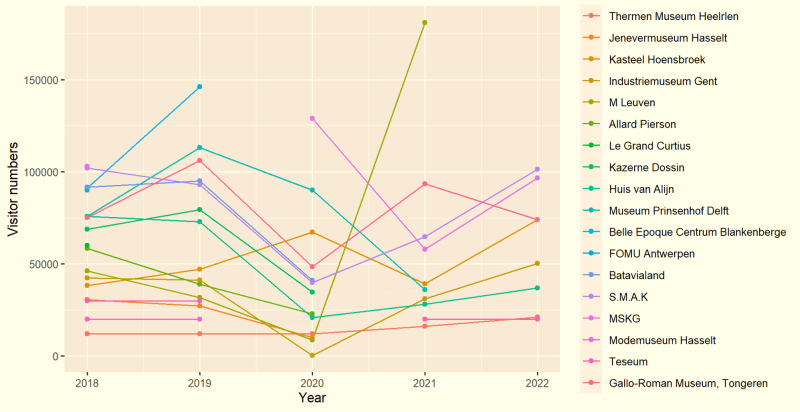 Visitor numbers
150000
100000
50000
0
2018 2019 2020 2021 2022
Year
Thermen Museum Heelrlen
Jenevermuseum Hasselt
Kasteel Hoensbroek
Industriemuseum Gent
M Leuven
Allard Pierson
Le Grand Curtius
Kazerne Dossin
Huis van Alijn
Museum Prinsenhof Delft
Belle Epoque Centrum Blankenberge
FOMU Antwerpen
Batavialand
S.M.A.K
MSKG
Modemuseum Hasselt
Teseum
Gallo-Roman Museum, Tongeren